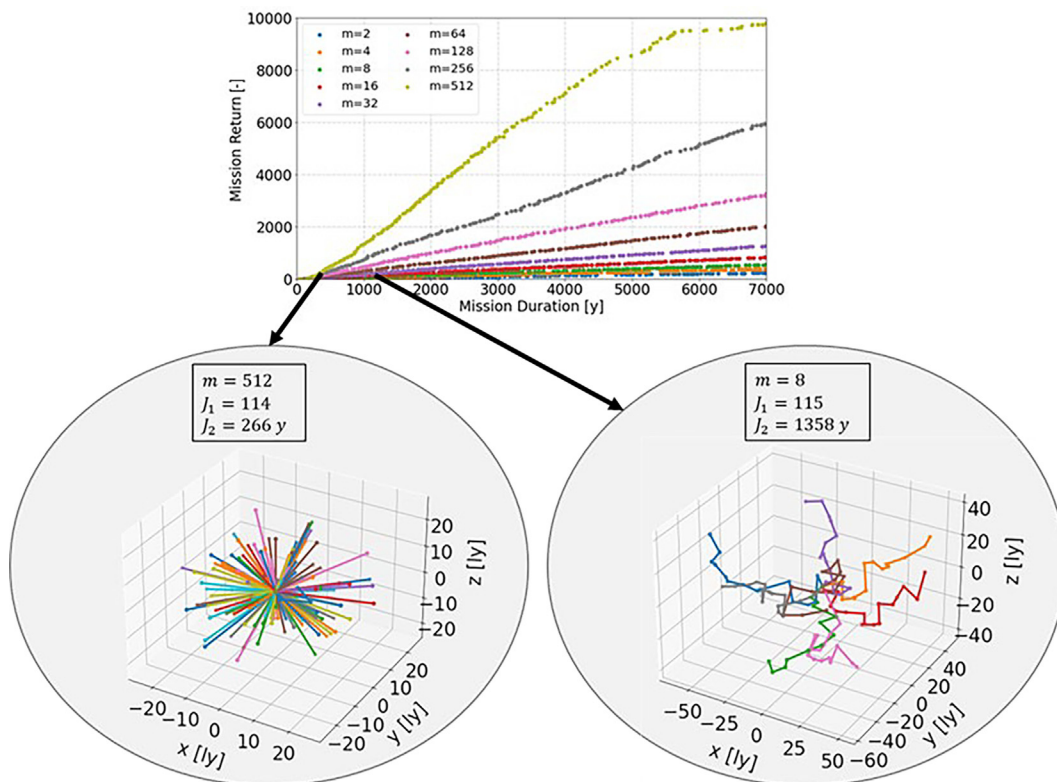 10000
8000
6000
4000
2000
0
Mission Return [-]
m=2
m=4
m=8
m=16
m=32
m=64
m=128
m=256
m=512
0 1000 2000 3000 4000 5000 6000 7000
Mission Duration [y]
m = 512
J₁ = 114
J₂ = 266 y
20
10
0
−10
−20
z [ly]
−20 −10 0 10 20
x [ly]
−20 −10 0 10 20
y [ly]
m = 8
J₁ = 115
J₂ = 1358 y
40
20
0
−20
−40
z [ly]
−50 −25 0 25 50
x [ly]
−60 −40 −20 0 20 40
y [ly]